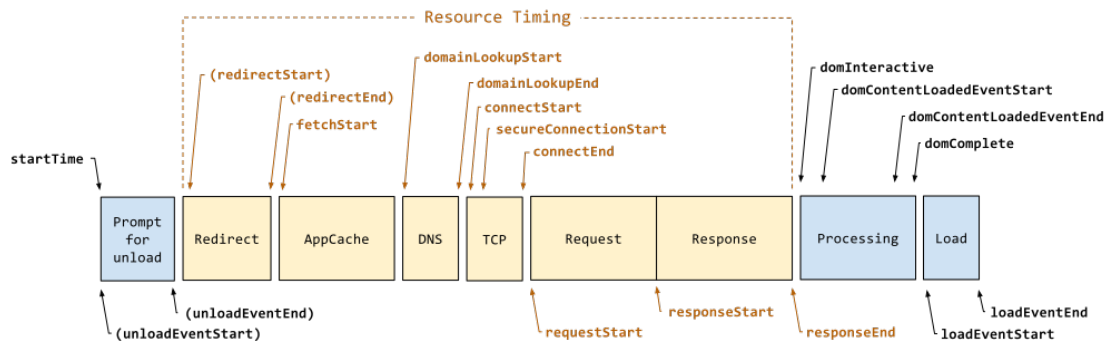 Resource Timing
domainLookupStart
(redirectStart)
domainLookupEnd
domInteractive
(redirectEnd)
connectStart
domContentLoadedEventStart
fetchStart
secureConnectionStart
domContentLoadedEventEnd
connectEnd
domComplete
startTime
Prompt
for
unload
Redirect
AppCache
DNS
TCP
Request
Response
Processing
Load
(unloadEventEnd)
responseStart
loadEventEnd
(unloadEventStart)
requestStart
responseEnd
loadEventStart